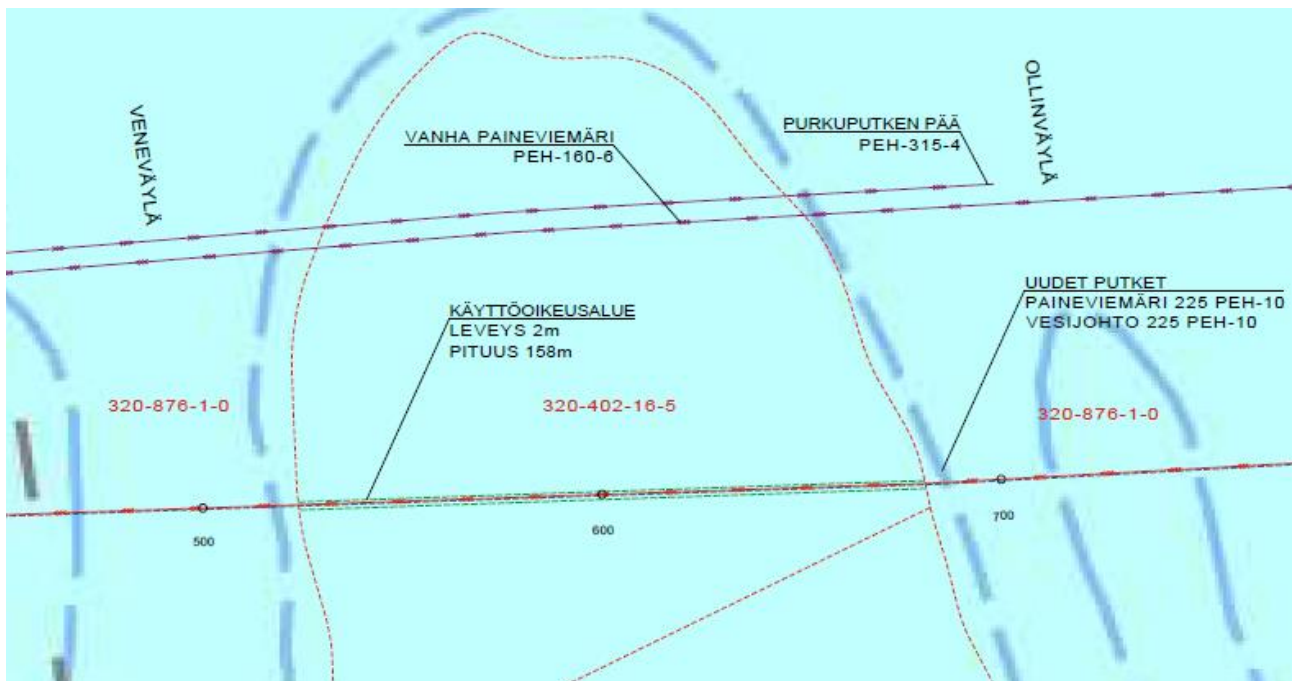 VENEVÄYLÄ
VANHA PAINEVIEMÄRI
PEH-160-6
PURKUPUTKEN PÄÄ
PEH-315-4
OLLINVÄYLÄ
KÄYTTÖOIKEUSALUE
LEVEYS 2m
PITUUS 158m
UUDET PUTKET
PAINEVIEMÄRI 225 PEH-10
VESIJOHTO 225 PEH-10
320-876-1-0
320-402-16-5
320-876-1-0
500
600
700